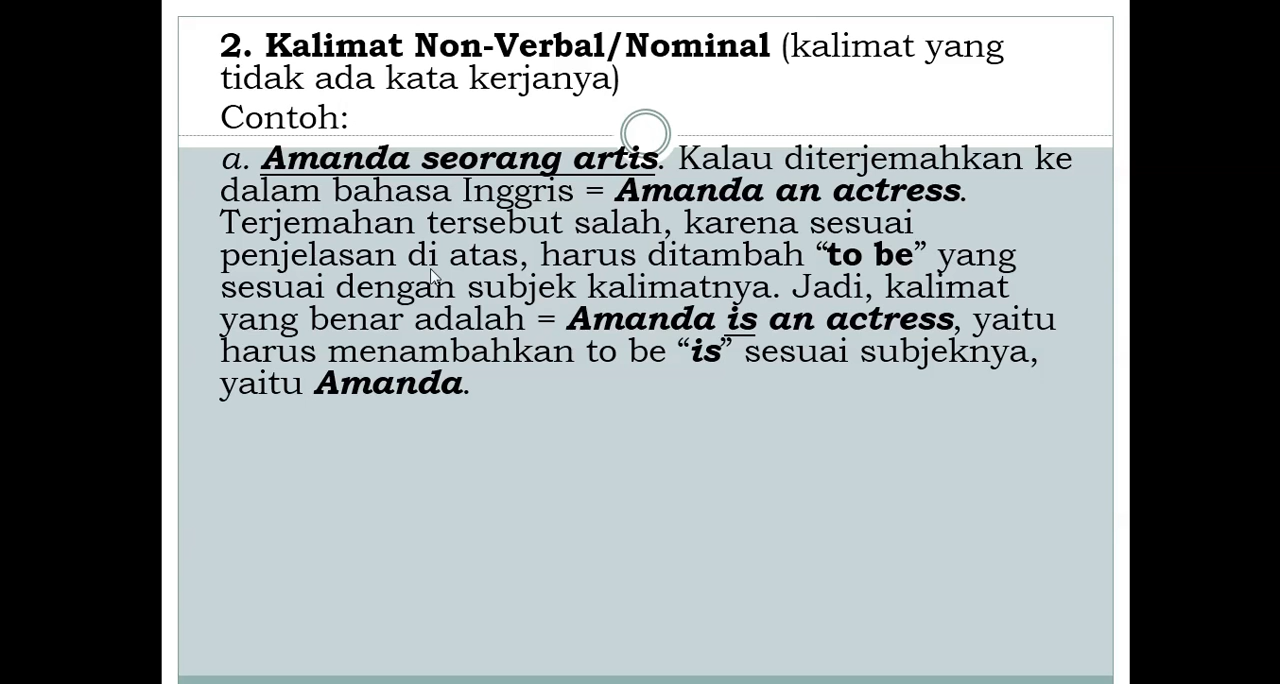 2. Kalimat Non-Verbal/Nominal (kalimat yang
tidak ada kata kerjanya)
Contoh:
a. Amanda seorang artis. Kalau diterjemahkan ke
dalam bahasa Inggris = Amanda an actress.
Terjemahan tersebut salah, karena sesuai
penjelasan di atas, harus ditambah “to be” yang
sesuai dengan subjek kalimatnya. Jadi, kalimat
yang benar adalah = Amanda is an actress, yaitu
harus menambahkan to be “is” sesuai subjeknya,
yaitu Amanda.